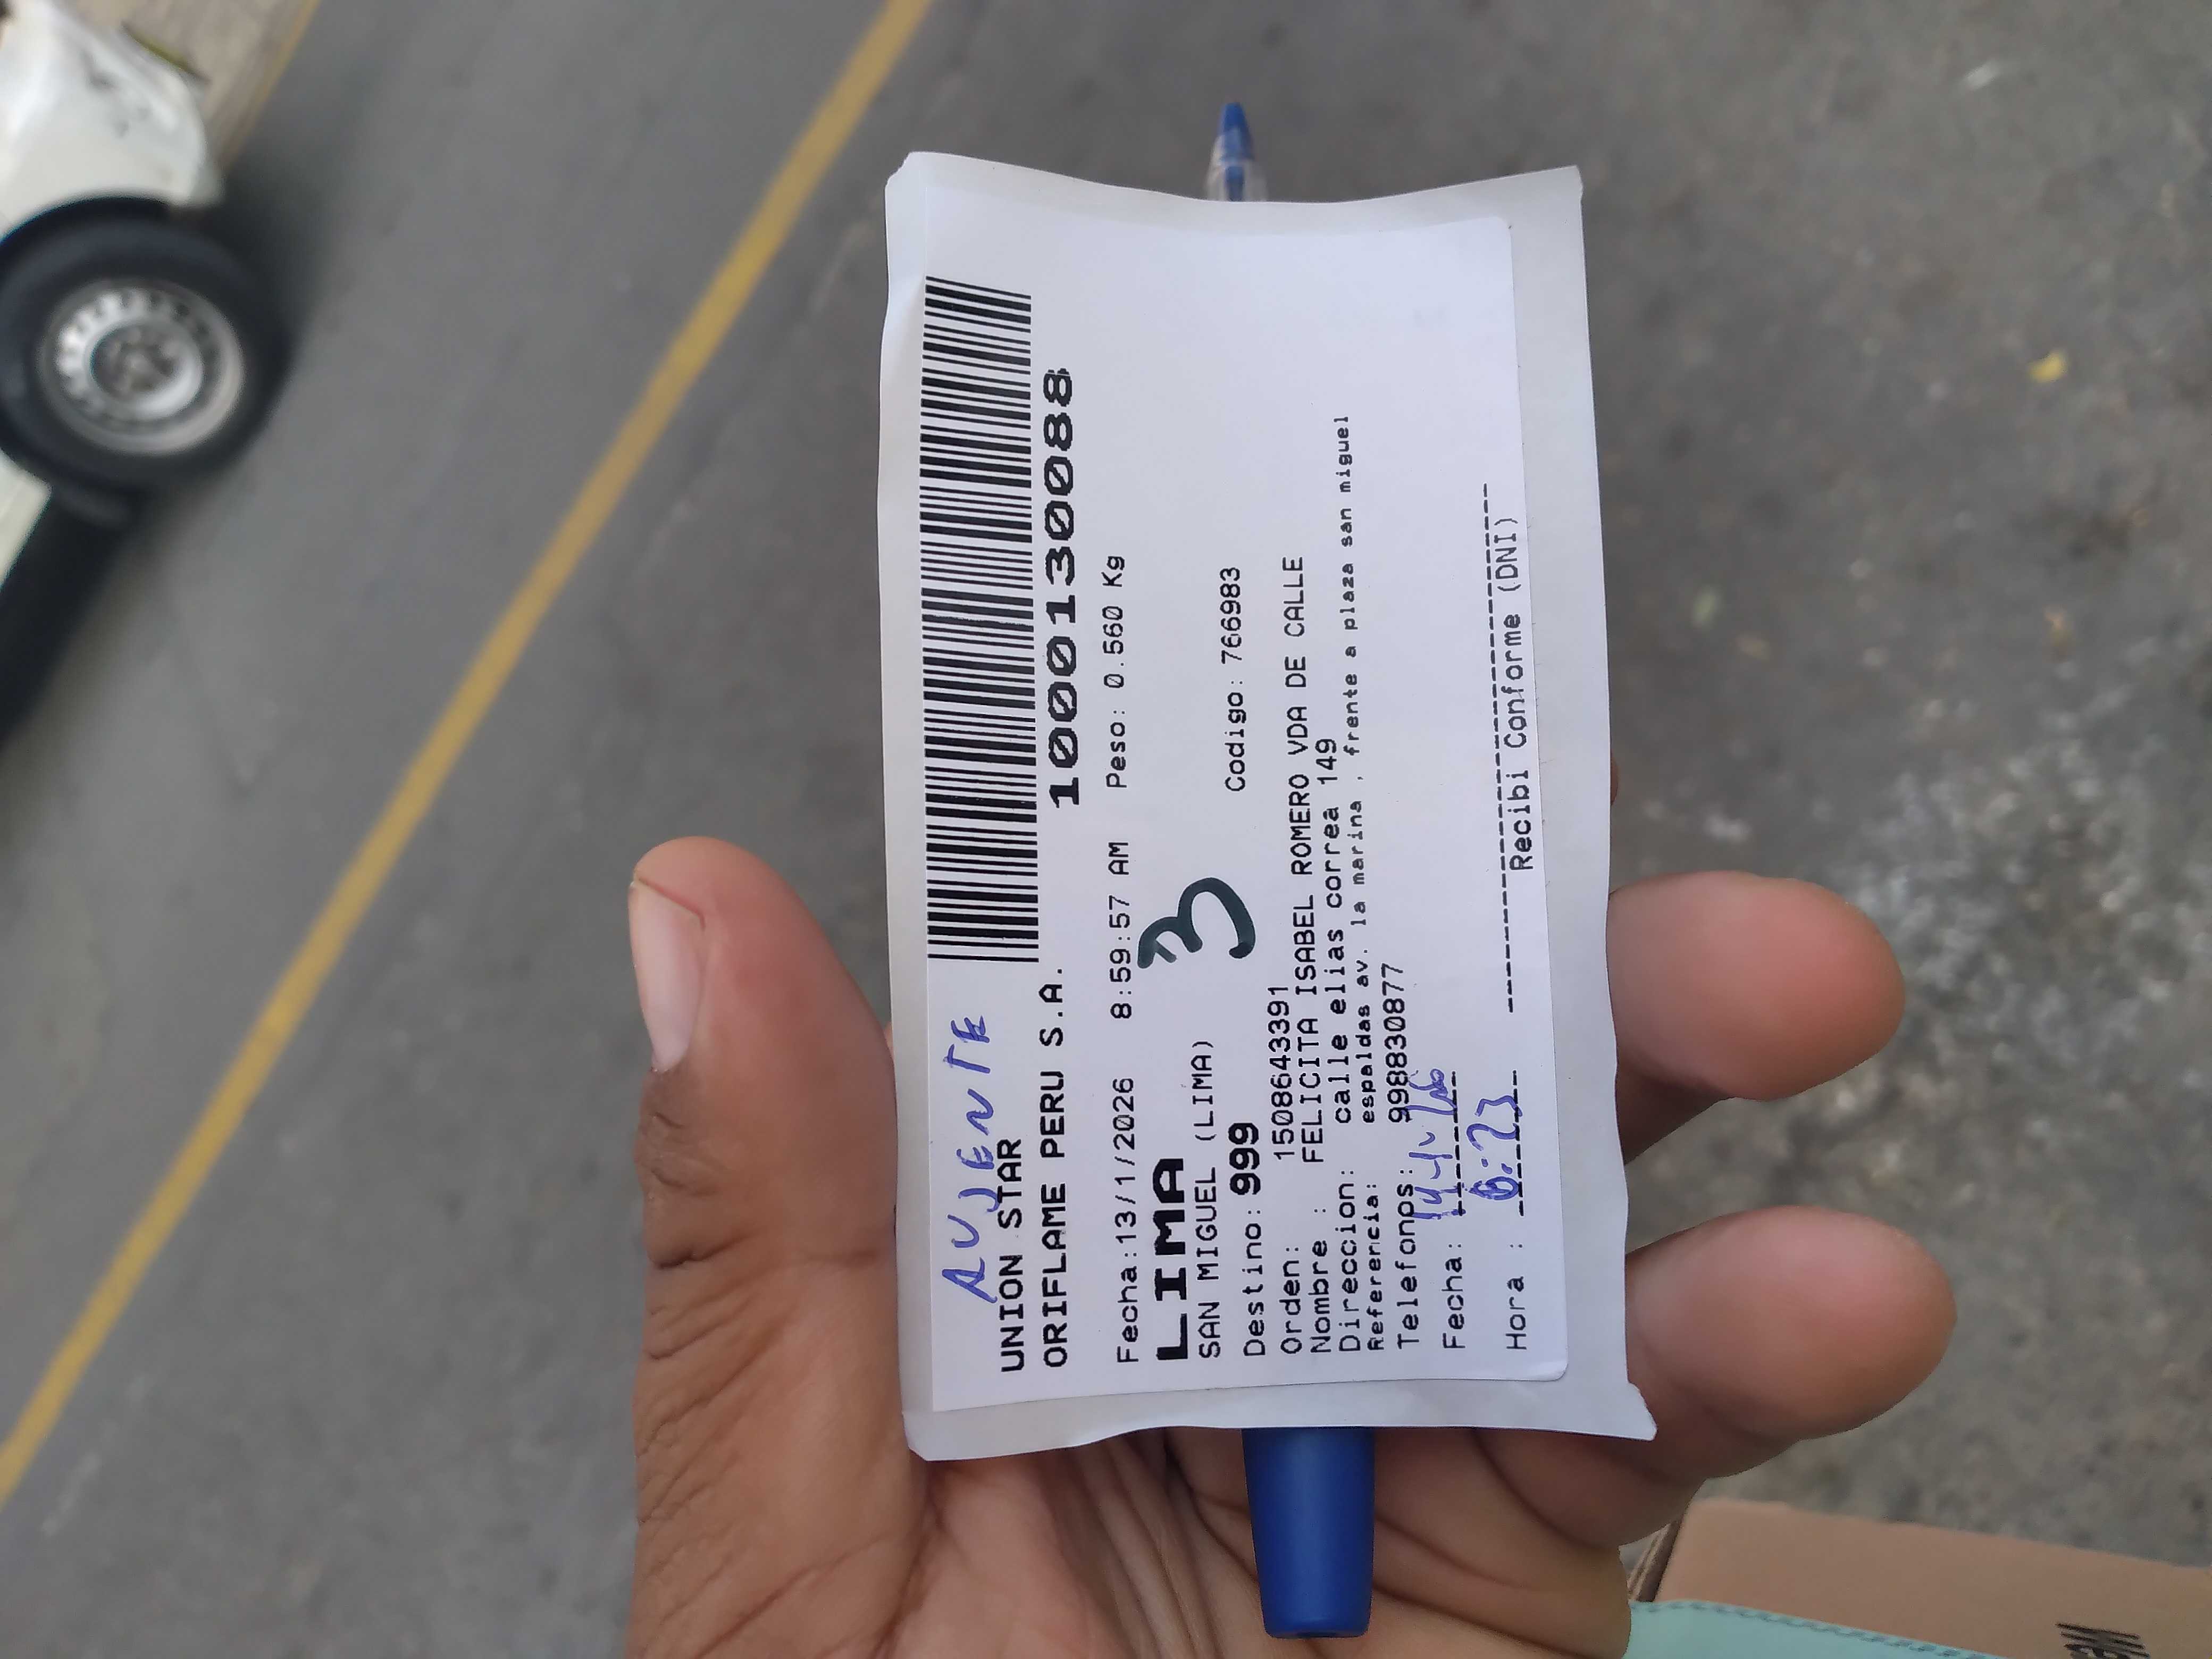 AUSENTE
UNION STAR
ORIFLAME PERU S.A.
1000130088
Fecha:13/1/2026 8:59:57 AM Peso: 0.560 Kg
LIMA
3
SAN MIGUEL (LIMA)
Destino: 999 Codigo: 766983
Orden: 1508643391
Nombre : FELICITA ISABEL ROMERO VDA DE CALLE
Direccion: calle elias correa 149
Referencia: espaldas av. la marina , frente a plaza san miguel
Telefonos: 998830877
Fecha:
Hora : 6:23
Recibi Conforme (DNI)